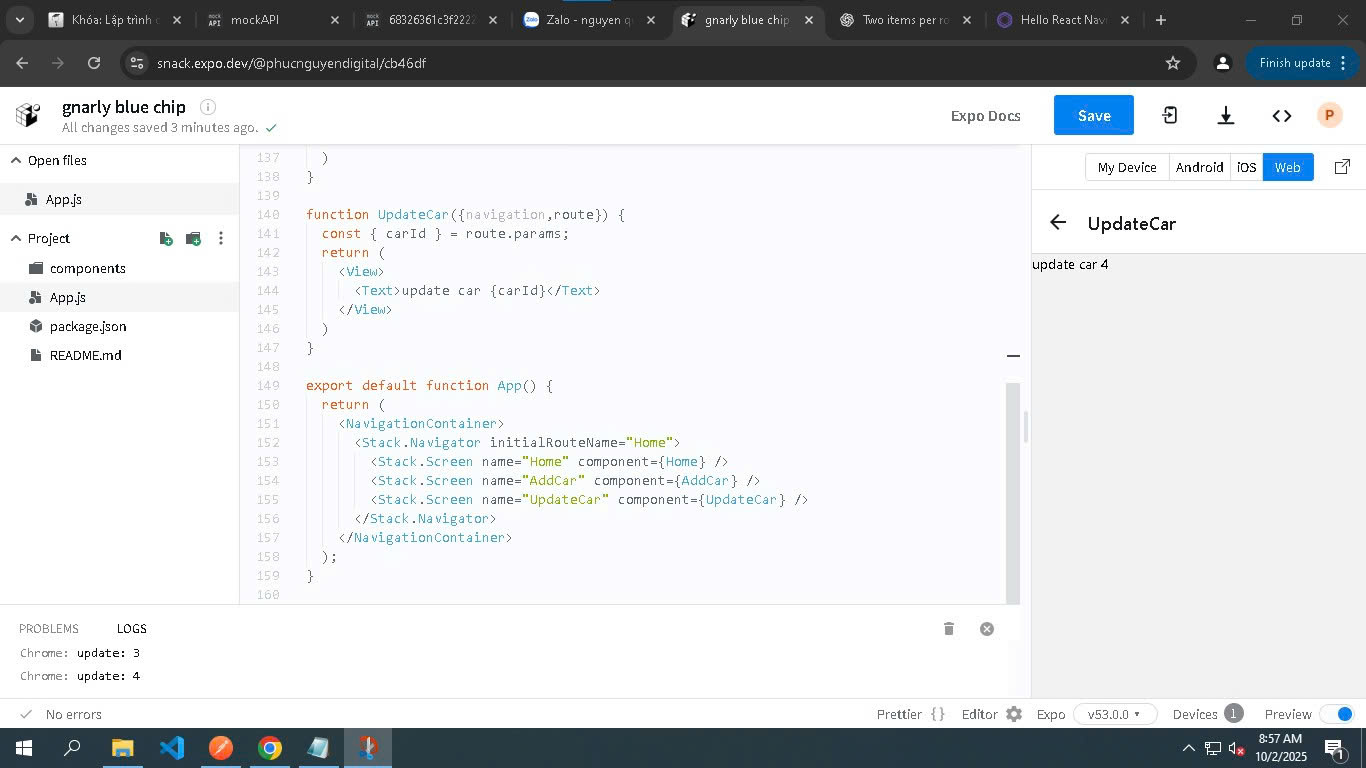 Khóa: Lập trình c
mockAPI
68326361c3f2222
Zalo - nguyen q
gnarly blue chip
Two items per ro
Hello React Nav
snack.expo.dev/@phucnguyendigital/cb46df
Finish update
gnarly blue chip
All changes saved 3 minutes ago.
Expo Docs
Save
P
Open files
App.js
Project
components
App.js
package.json
README.md
137 )
138 }
139
140 function UpdateCar({navigation,route}) {
141 const { carId } = route.params;
142 return (
143 <View>
144 <Text>update car {carId}</Text>
145 </View>
146 )
147 }
148
149 export default function App() {
150 return (
151 <NavigationContainer>
152 <Stack.Navigator initialRouteName="Home">
153 <Stack.Screen name="Home" component={Home} />
154 <Stack.Screen name="AddCar" component={AddCar} />
155 <Stack.Screen name="UpdateCar" component={UpdateCar} />
156 </Stack.Navigator>
157 </NavigationContainer>
158 );
159 }
160
My Device Android iOS Web
UpdateCar
update car 4
PROBLEMS LOGS
Chrome: update: 3
Chrome: update: 4
No errors
Prettier {} Editor Expo v53.0.0 Devices 1 Preview
8:57 AM
10/2/2025
1